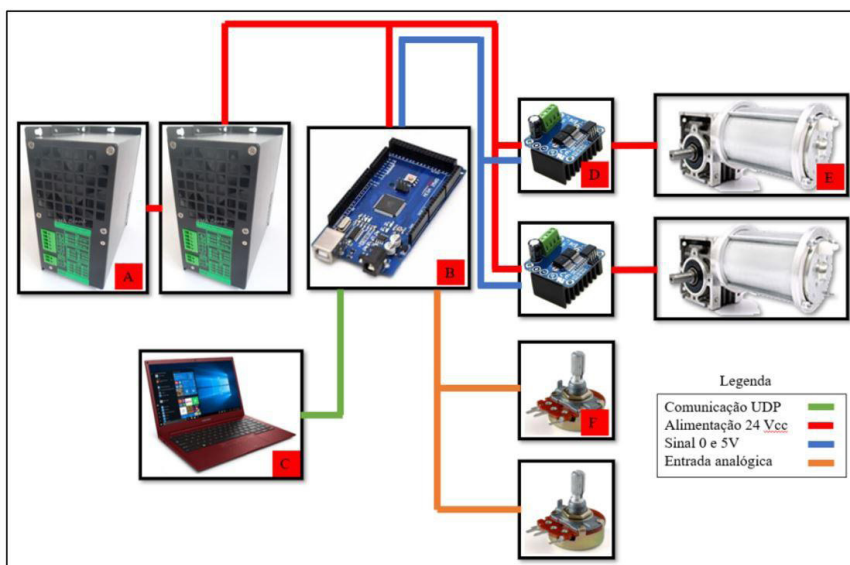 A
B
C
D
E
F
Legenda
Comunicação UDP
Alimentação 24 Vcc
Sinal 0 e 5V
Entrada analógica